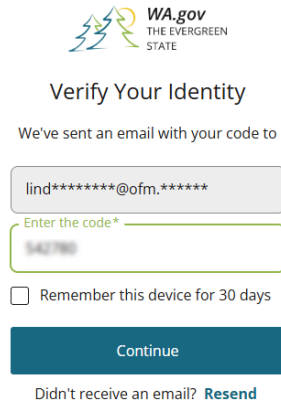 WA.gov
THE EVERGREEN
STATE
Verify Your Identity
We've sent an email with your code to
lind********@ofm.******
Enter the code*
Remember this device for 30 days
Continue
Didn't receive an email? Resend